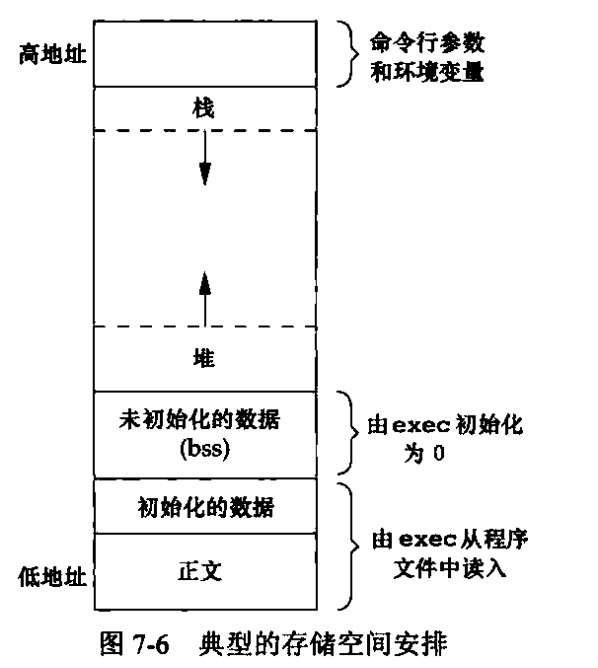 高地址
命令行参数
和环境变量
栈
堆
未初始化的数据
(bss)
由exec初始化
为 0
初始化的数据
由exec从程序
文件中读入
正文
低地址
图 7-6 典型的存储空间安排